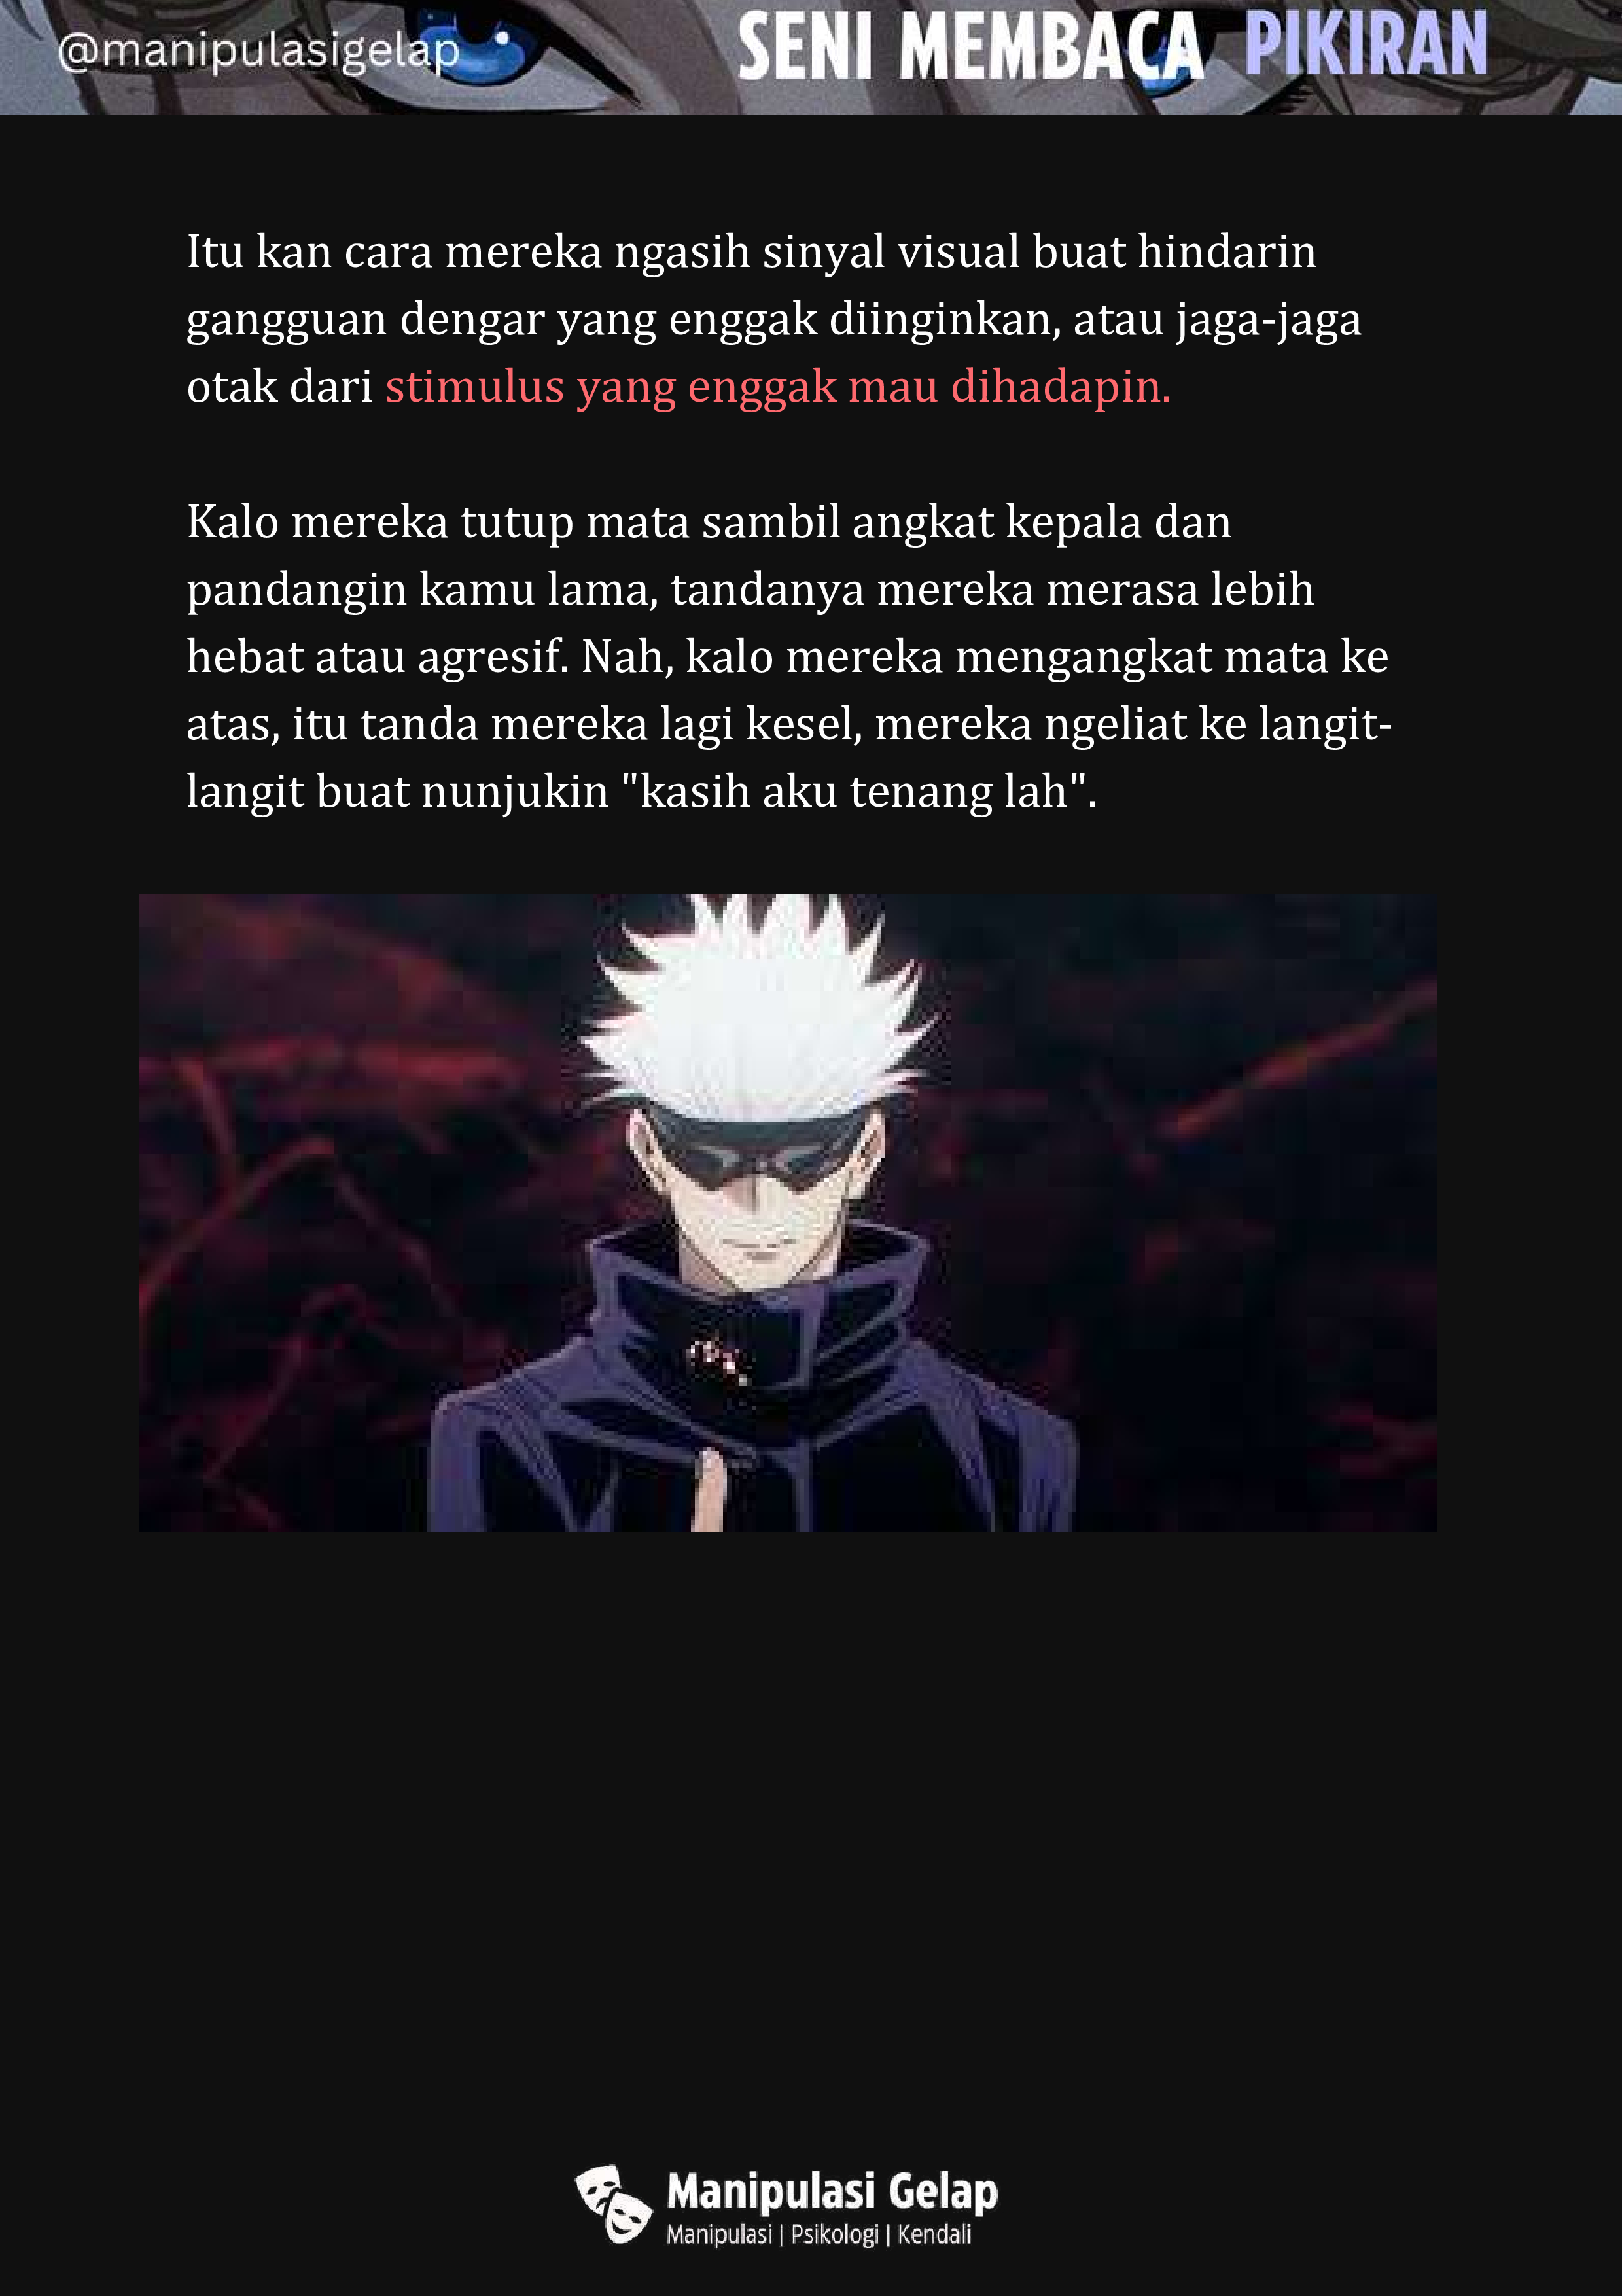 @manipulasigelap
SENI MEMBACA PIKIRAN
Itu kan cara mereka ngasih sinyal visual buat hindarin
gangguan dengar yang enggak diinginkan, atau jaga-jaga
otak dari stimulus yang enggak mau dihadapin.
Kalo mereka tutup mata sambil angkat kepala dan
pandangin kamu lama, tandanya mereka merasa lebih
hebat atau agresif. Nah, kalo mereka mengangkat mata ke
atas, itu tanda mereka lagi kesel, mereka ngeliat ke langit-
langit buat nunjukin "kasih aku tenang lah".
Manipulasi Gelap
Manipulasi | Psikologi | Kendali